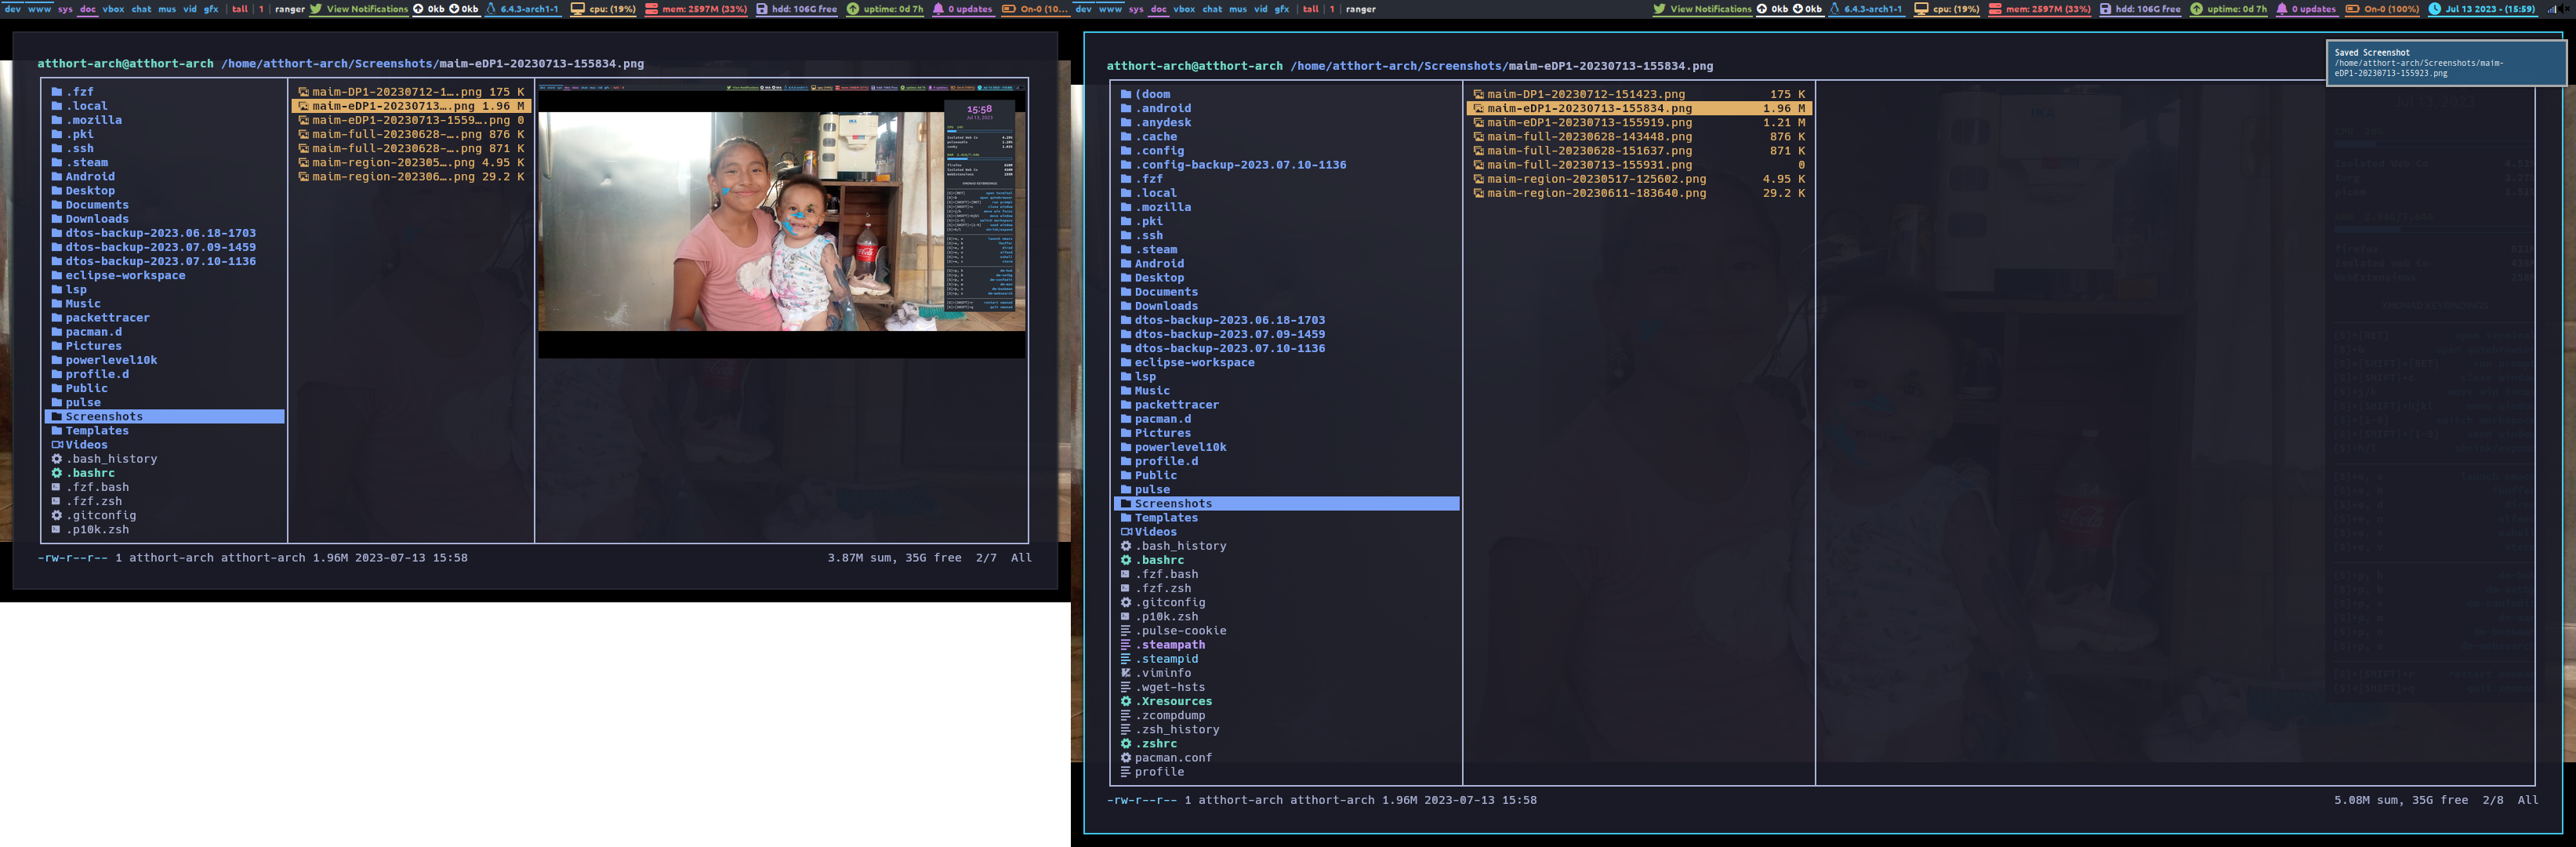 dev www sys doc vbox chat mus vid gfx | tall | 1 | ranger View Notifications 0kb 0kb 6.4.3-arch1-1 cpu: (19%) mem: 2597M (33%) hdd: 106G free uptime: 0d 7h 0 updates On-0 (10...
atthort-arch@atthort-arch /home/atthort-arch/Screenshots/maim-eDP1-20230713-155834.png
.fzf
.local
.mozilla
.pki
.ssh
.steam
Android
Desktop
Documents
Downloads
dtos-backup-2023.06.18-1703
dtos-backup-2023.07.09-1459
dtos-backup-2023.07.10-1136
eclipse-workspace
lsp
Music
packettracer
pacman.d
Pictures
powerlevel10k
profile.d
Public
pulse
Screenshots
Templates
Videos
.bash_history
.bashrc
.fzf.bash
.fzf.zsh
.gitconfig
.p10k.zsh
maim-DP1-20230712-1….png 175 K
maim-eDP1-20230713….png 1.96 M
maim-eDP1-20230713-1559….png 0
maim-full-20230628-….png 876 K
maim-full-20230628-….png 871 K
maim-region-202305….png 4.95 K
maim-region-202306….png 29.2 K
15:58
Jul 13, 2023
-rw-r--r-- 1 atthort-arch atthort-arch 1.96M 2023-07-13 15:58
3.87M sum, 35G free 2/7 All
dev www sys doc vbox chat mus vid gfx | tall | 1 | ranger
View Notifications 0kb 0kb 6.4.3-arch1-1 cpu: (19%) mem: 2597M (33%) hdd: 106G free uptime: 0d 7h 0 updates On-0 (100%) Jul 13 2023 - (15:59)
Saved Screenshot
/home/atthort-arch/Screenshots/maim-
eDP1-20230713-155923.png
atthort-arch@atthort-arch /home/atthort-arch/Screenshots/maim-eDP1-20230713-155834.png
(doom
.android
.anydesk
.cache
.config
.config-backup-2023.07.10-1136
.fzf
.local
.mozilla
.pki
.ssh
.steam
Android
Desktop
Documents
Downloads
dtos-backup-2023.06.18-1703
dtos-backup-2023.07.09-1459
dtos-backup-2023.07.10-1136
eclipse-workspace
lsp
Music
packettracer
pacman.d
Pictures
powerlevel10k
profile.d
Public
pulse
Screenshots
Templates
Videos
.bash_history
.bashrc
.fzf.bash
.fzf.zsh
.gitconfig
.p10k.zsh
.pulse-cookie
.steampath
.steampid
.viminfo
.wget-hsts
.Xresources
.zcompdump
.zsh_history
.zshrc
pacman.conf
profile
maim-DP1-20230712-151423.png 175 K
maim-eDP1-20230713-155834.png 1.96 M
maim-eDP1-20230713-155919.png 1.21 M
maim-full-20230628-143448.png 876 K
maim-full-20230628-151637.png 871 K
maim-full-20230713-155931.png 0
maim-region-20230517-125602.png 4.95 K
maim-region-20230611-183640.png 29.2 K
-rw-r--r-- 1 atthort-arch atthort-arch 1.96M 2023-07-13 15:58
5.08M sum, 35G free 2/8 All